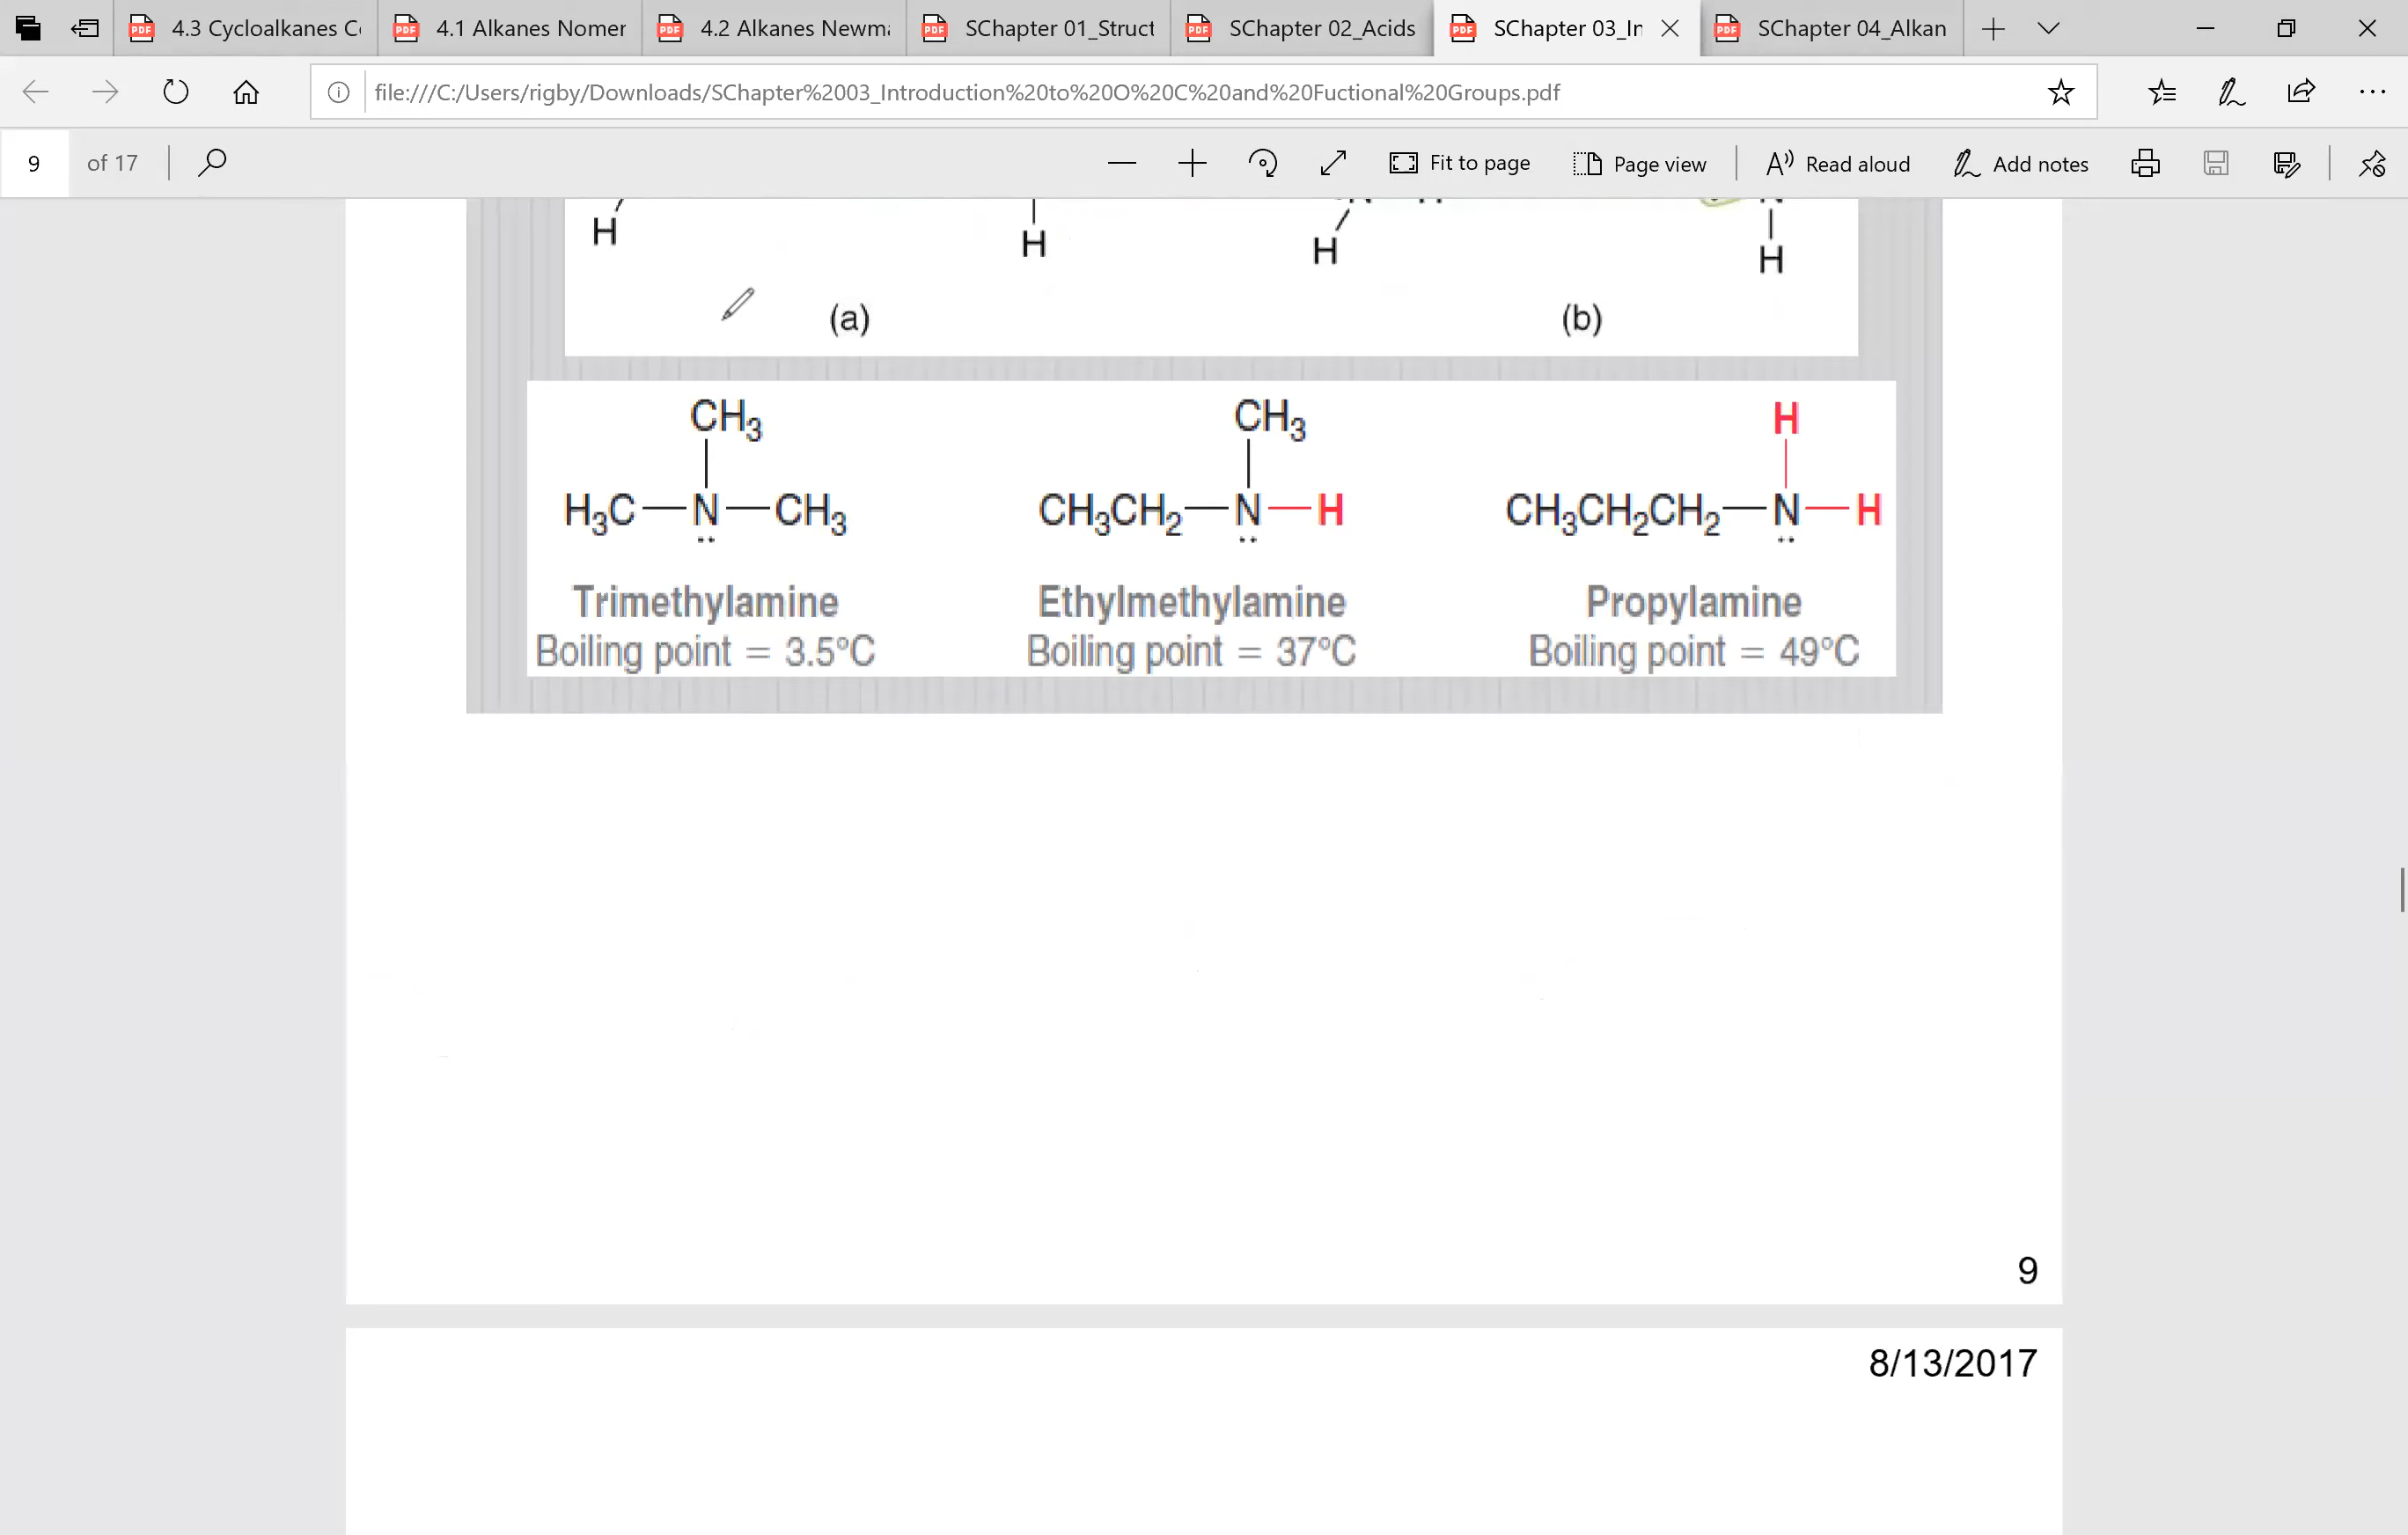 4.3 Cycloalkanes C
4.1 Alkanes Nomer
4.2 Alkanes Newm
SChapter 01_Struct
SChapter 02_Acids
SChapter 03_Ir
SChapter 04_Alkan
file:///C:/Users/rigby/Downloads/SChapter%2003_Introduction%20to%20O%20C%20and%20Fuctional%20Groups.pdf
9 of 17
Fit to page
Page view
Read aloud
Add notes
H H H H
(a) (b)
CH₃ CH₃ H
H₃C—N—CH₃ CH₃CH₂—N—H CH₃CH₂CH₂—N—H
Trimethylamine Ethylmethylamine Propylamine
Boiling point = 3.5°C Boiling point = 37°C Boiling point = 49°C
9
8/13/2017